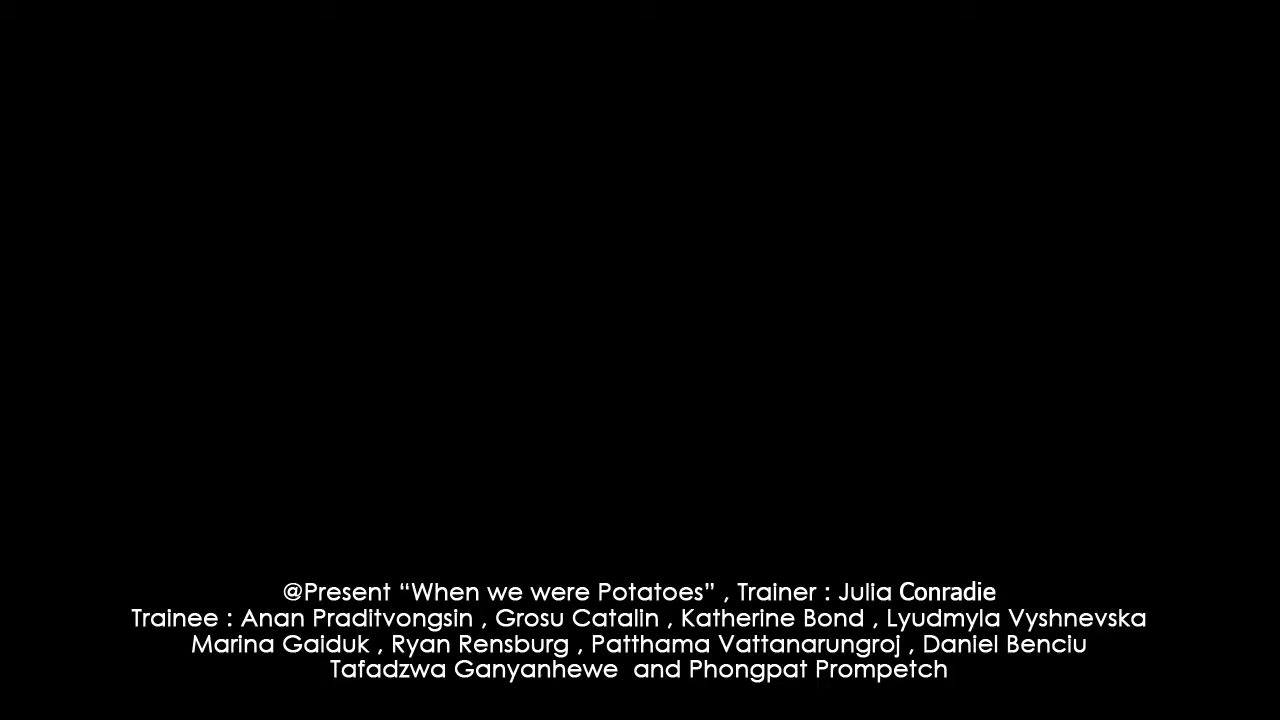 @Present “When we were Potatoes” , Trainer : Julia Conradie
Trainee : Anan Praditvongsin , Grosu Catalin , Katherine Bond , Lyudmyla Vyshnevska
Marina Gaiduk , Ryan Rensburg , Patthama Vattanarungroj , Daniel Benciu
Tafadzwa Ganyanhewe  and Phongpat Prompetch